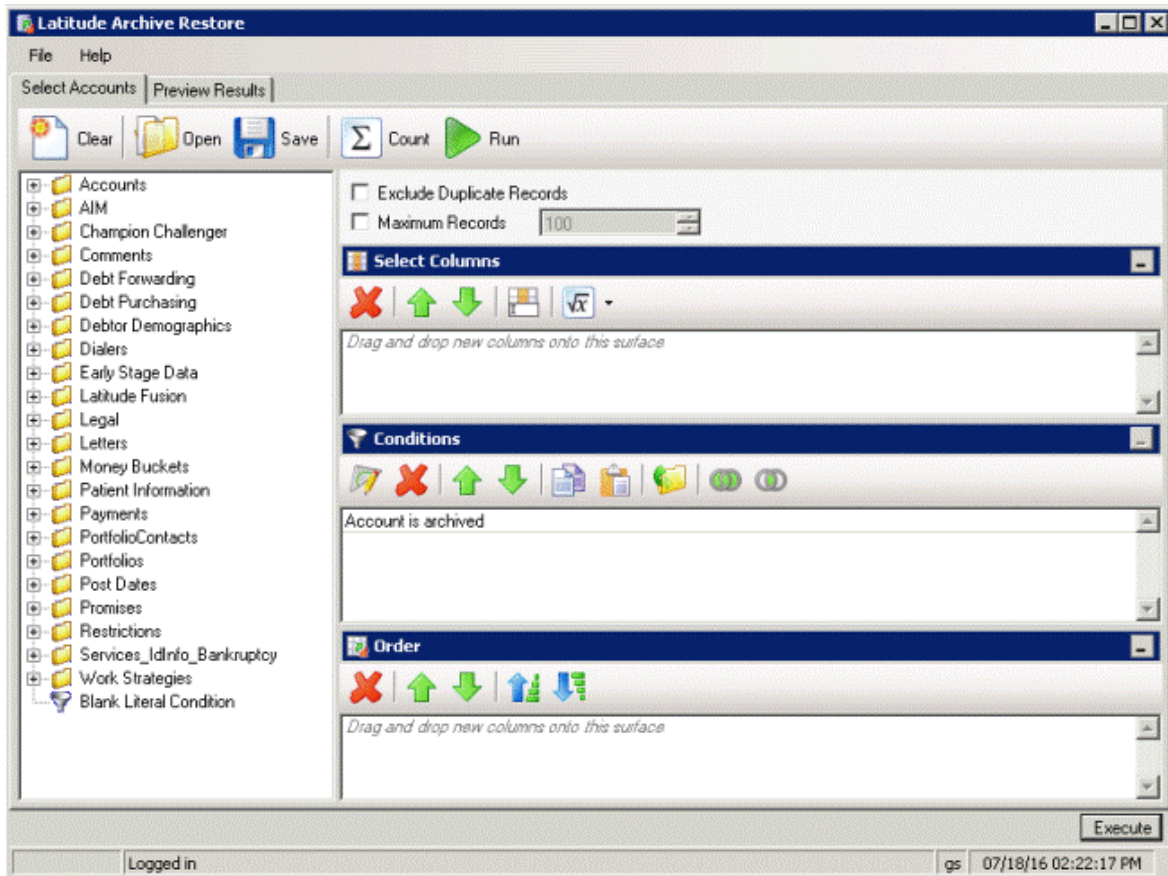 Latitude Archive Restore
File Help
Select Accounts Preview Results
Clear Open Save Σ Count Run
Accounts
AIM
Champion Challenger
Comments
Debt Forwarding
Debt Purchasing
Debtor Demographics
Dialers
Early Stage Data
Latitude Fusion
Legal
Letters
Money Buckets
Patient Information
Payments
PortfolioContacts
Portfolios
Post Dates
Promises
Restrictions
Services_IdInfo_Bankruptcy
Work Strategies
Blank Literal Condition
Exclude Duplicate Records
Maximum Records 100
Select Columns
√x
Drag and drop new columns onto this surface
Conditions
Account is archived
Order
Drag and drop new columns onto this surface
Execute
Logged in gs 07/18/16 02:22:17 PM